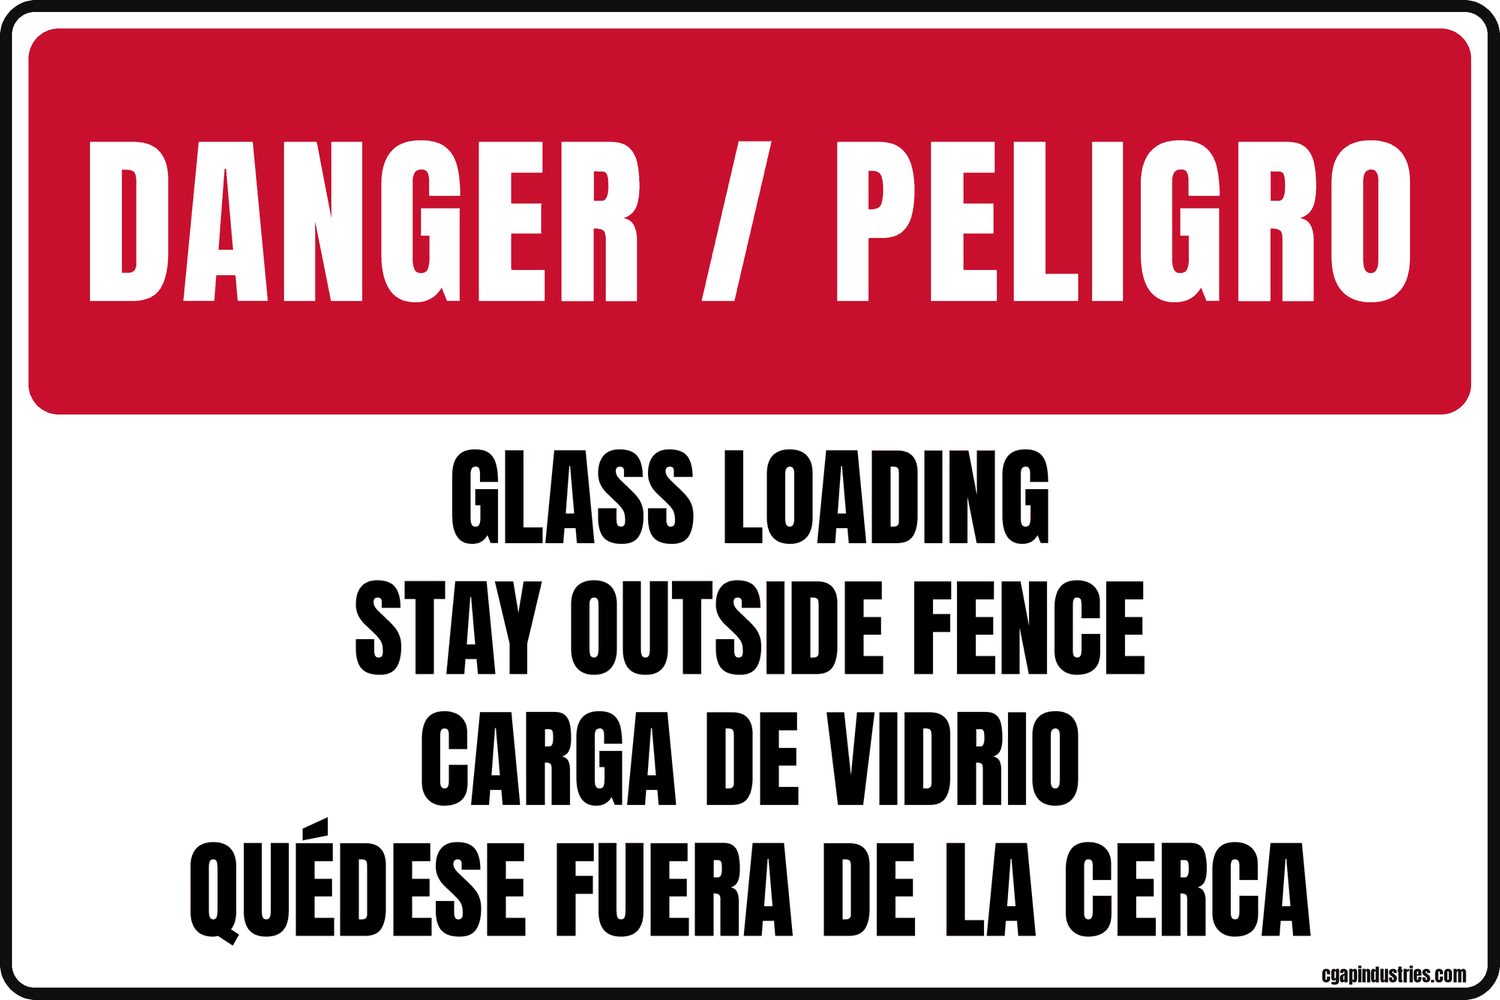 DANGER / PELIGRO
GLASS LOADING
STAY OUTSIDE FENCE
CARGA DE VIDRIO
QUÉDESE FUERA DE LA CERCA
cgapindustries.com